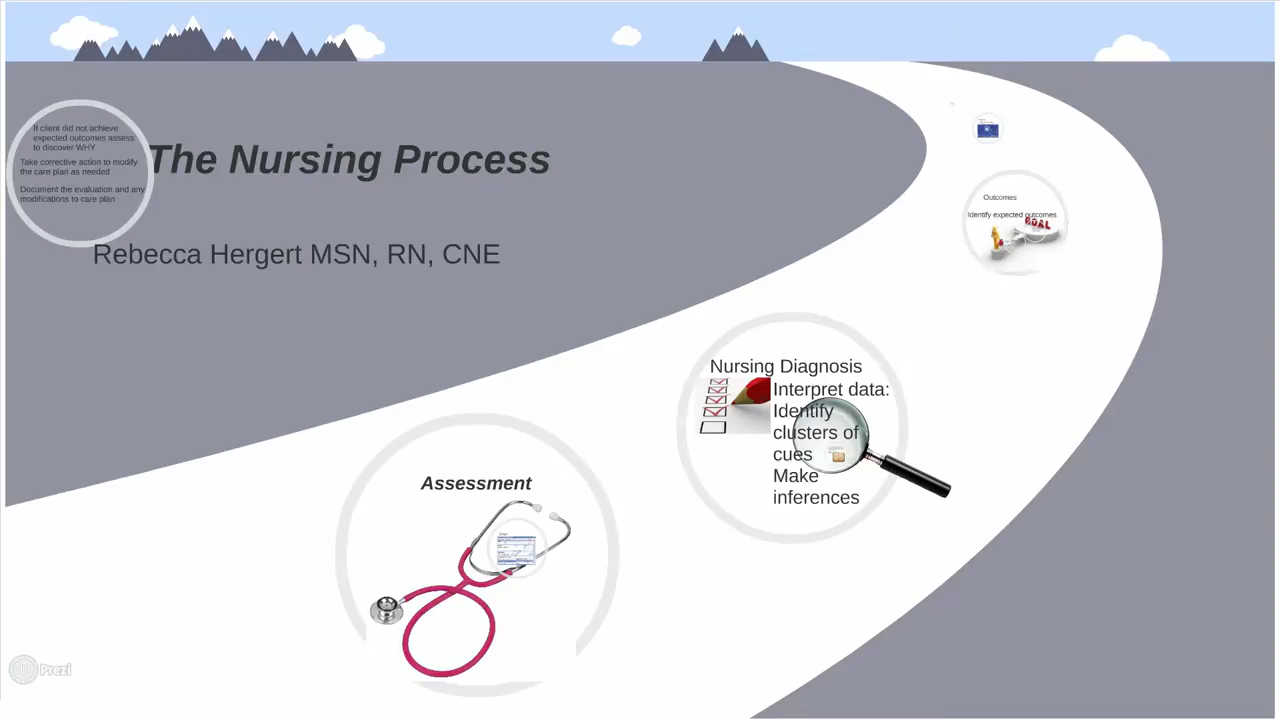 The Nursing Process
Rebecca Hergert MSN, RN, CNE
If client did not achieve
expected outcomes assess
to discover WHY
Take corrective action to modify
the care plan as needed
Document the evaluation and any
modifications to care plan
Assessment
Nursing Diagnosis
Interpret data:
Identify
clusters of
cues
Make
inferences
Outcomes
Identify expected outcomes
GOAL
Prezi